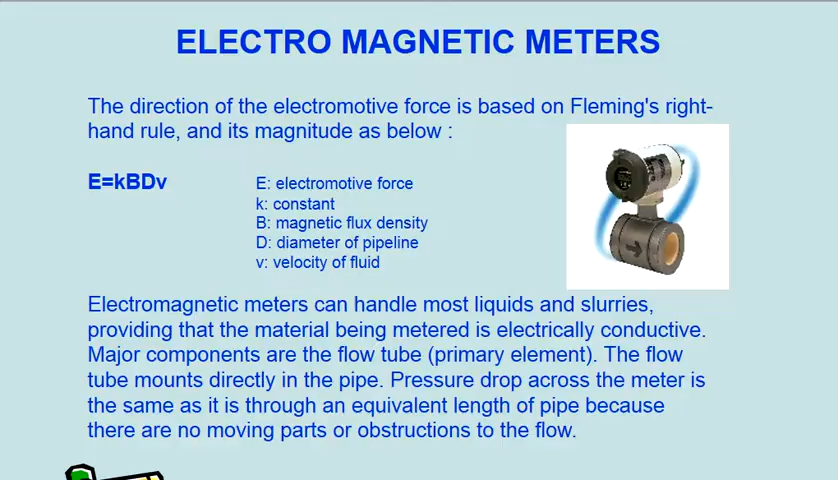 ELECTRO MAGNETIC METERS
The direction of the electromotive force is based on Fleming's right-
hand rule, and its magnitude as below :
E=kBDv
E: electromotive force
k: constant
B: magnetic flux density
D: diameter of pipeline
v: velocity of fluid
Electromagnetic meters can handle most liquids and slurries,
providing that the material being metered is electrically conductive.
Major components are the flow tube (primary element). The flow
tube mounts directly in the pipe. Pressure drop across the meter is
the same as it is through an equivalent length of pipe because
there are no moving parts or obstructions to the flow.